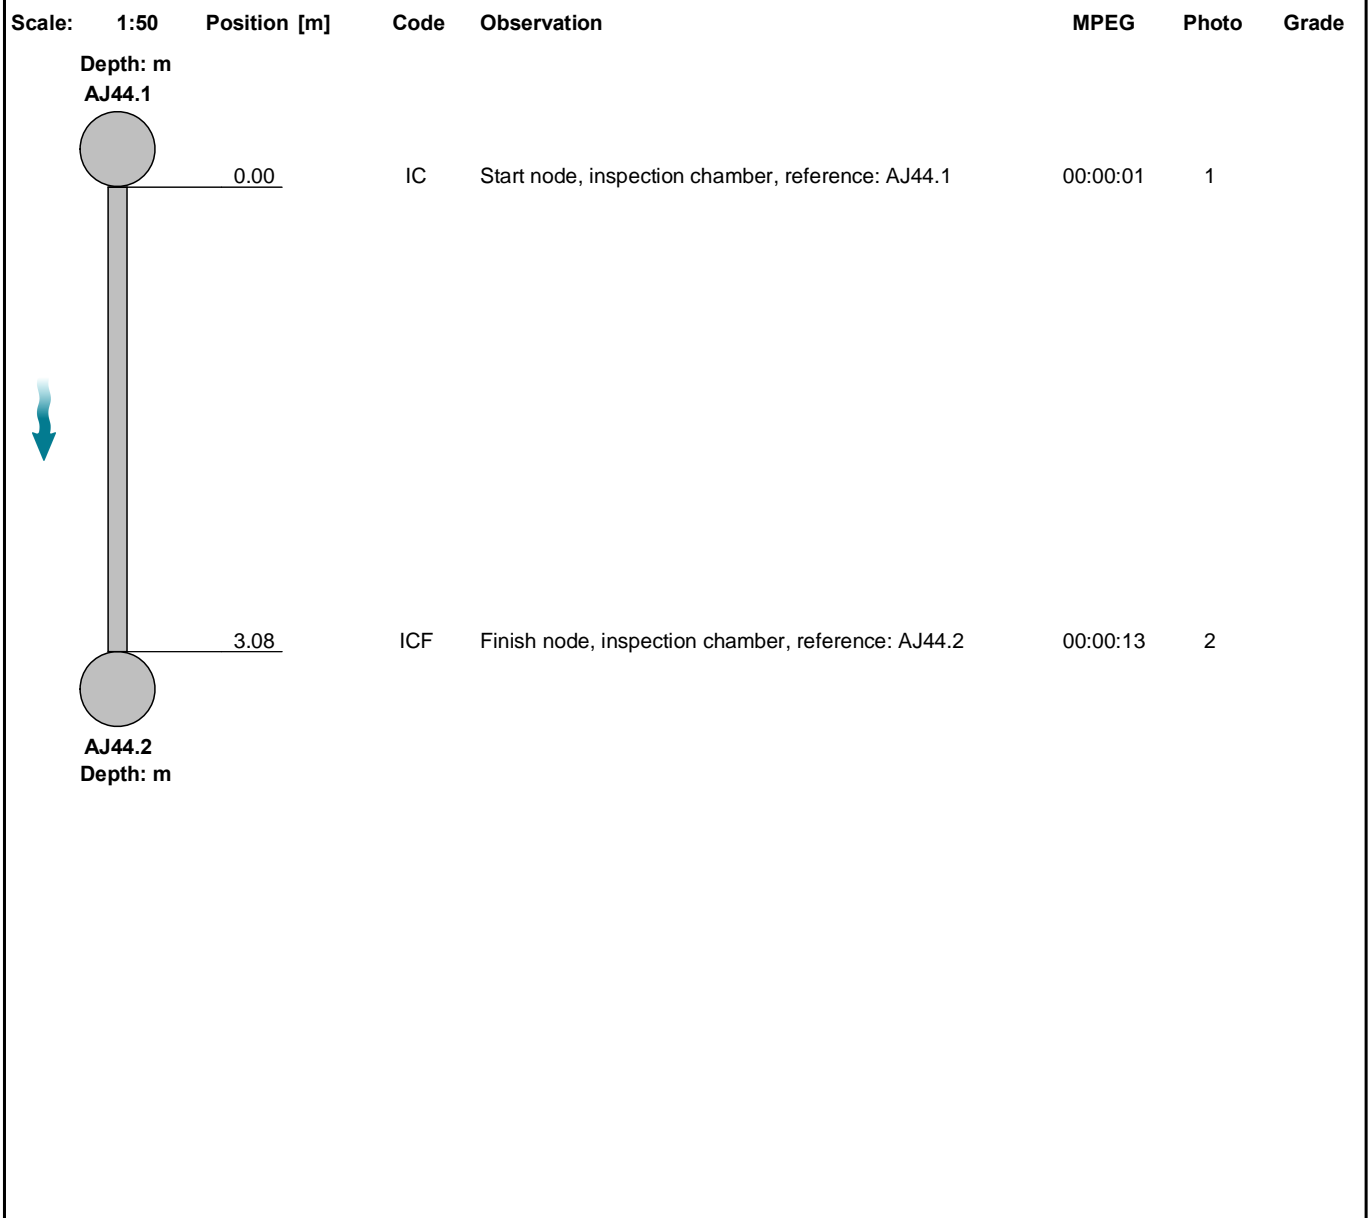 Scale: 1:50 Position [m] Code Observation MPEG Photo Grade
Depth: m
AJ44.1
0.00 IC Start node, inspection chamber, reference: AJ44.1 00:00:01 1
3.08 ICF Finish node, inspection chamber, reference: AJ44.2 00:00:13 2
AJ44.2
Depth: m